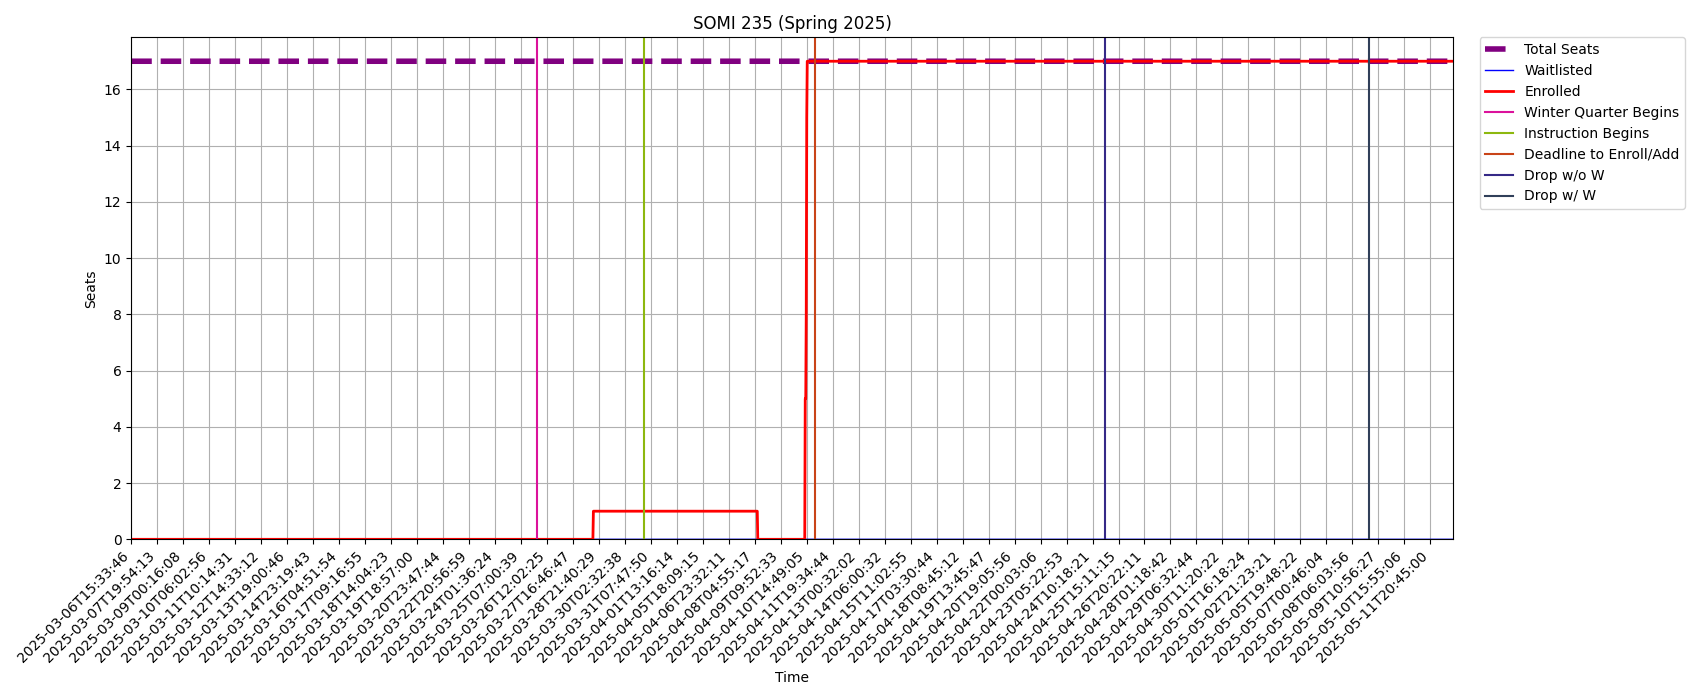 SOMI 235 (Spring 2025)
Total Seats
Waitlisted
Enrolled
Winter Quarter Begins
Instruction Begins
Deadline to Enroll/Add
Drop w/o W
Drop w/ W
Seats
16
14
12
10
8
6
4
2
0
2025-03-06T15:33:46
2025-03-07T19:54:13
2025-03-09T00:16:08
2025-03-10T06:02:56
2025-03-11T10:14:31
2025-03-12T14:33:12
2025-03-13T19:00:46
2025-03-14T23:19:43
2025-03-16T04:51:54
2025-03-17T09:16:55
2025-03-18T14:04:23
2025-03-19T18:57:00
2025-03-20T23:47:44
2025-03-22T20:56:59
2025-03-24T01:36:24
2025-03-25T07:00:39
2025-03-26T12:02:25
2025-03-27T16:46:47
2025-03-28T21:40:29
2025-03-30T02:32:38
2025-03-31T07:47:50
2025-04-01T13:16:14
2025-04-05T18:09:15
2025-04-06T23:32:11
2025-04-08T04:55:17
2025-04-09T09:52:33
2025-04-10T14:49:05
2025-04-11T19:34:44
2025-04-13T00:32:02
2025-04-14T06:00:32
2025-04-15T11:02:55
2025-04-17T03:30:44
2025-04-18T08:45:12
2025-04-19T13:45:47
2025-04-20T19:05:56
2025-04-22T00:03:06
2025-04-23T05:22:53
2025-04-24T10:18:21
2025-04-25T15:11:15
2025-04-26T20:22:11
2025-04-28T01:18:42
2025-04-29T06:32:44
2025-04-30T11:20:22
2025-05-01T16:18:24
2025-05-02T21:23:21
2025-05-05T19:48:22
2025-05-07T00:46:04
2025-05-08T06:03:56
2025-05-09T10:56:27
2025-05-10T15:55:06
2025-05-11T20:45:00
Time